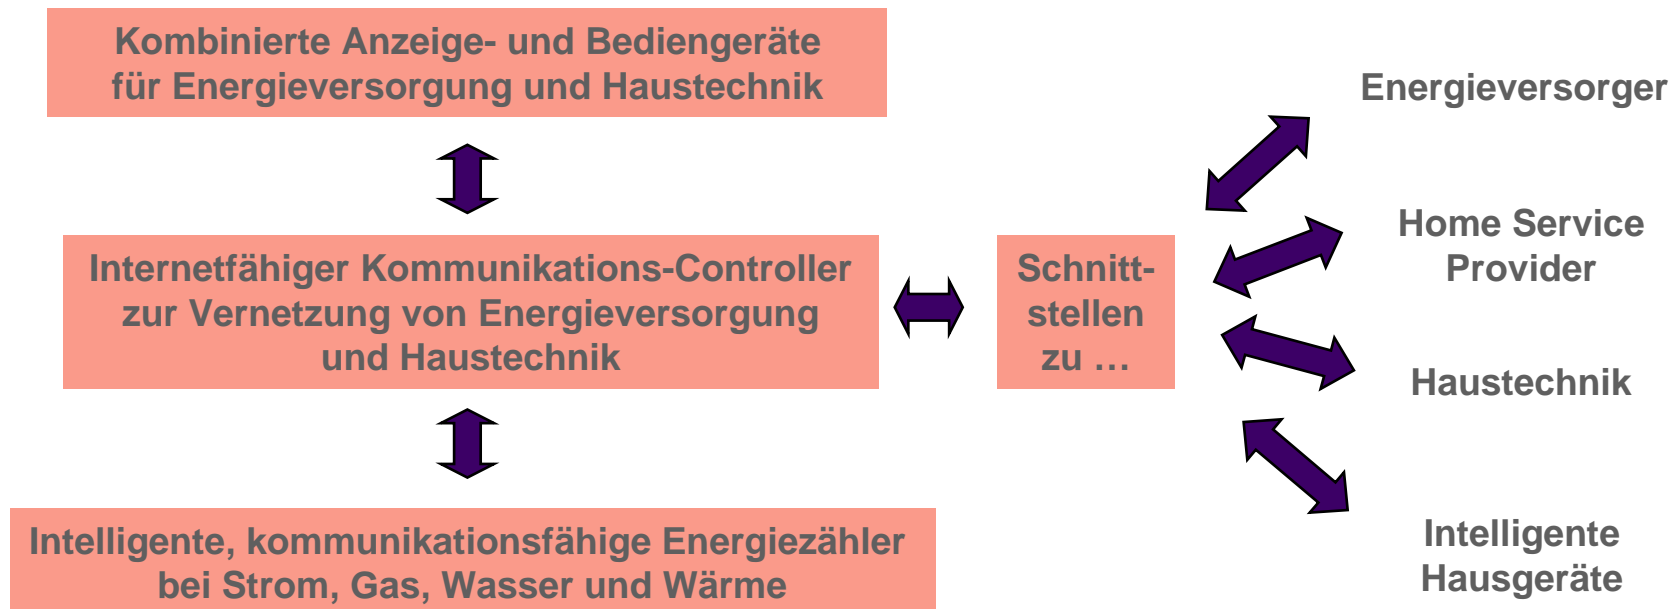 Kombinierte Anzeige- und Bediengeräte
für Energieversorgung und Haustechnik
Internetfähiger Kommunikations-Controller
zur Vernetzung von Energieversorgung
und Haustechnik
Intelligente, kommunikationsfähige Energiezähler
bei Strom, Gas, Wasser und Wärme
Schnitt-
stellen
zu …
Energieversorger
Home Service
Provider
Haustechnik
Intelligente
Hausgeräte